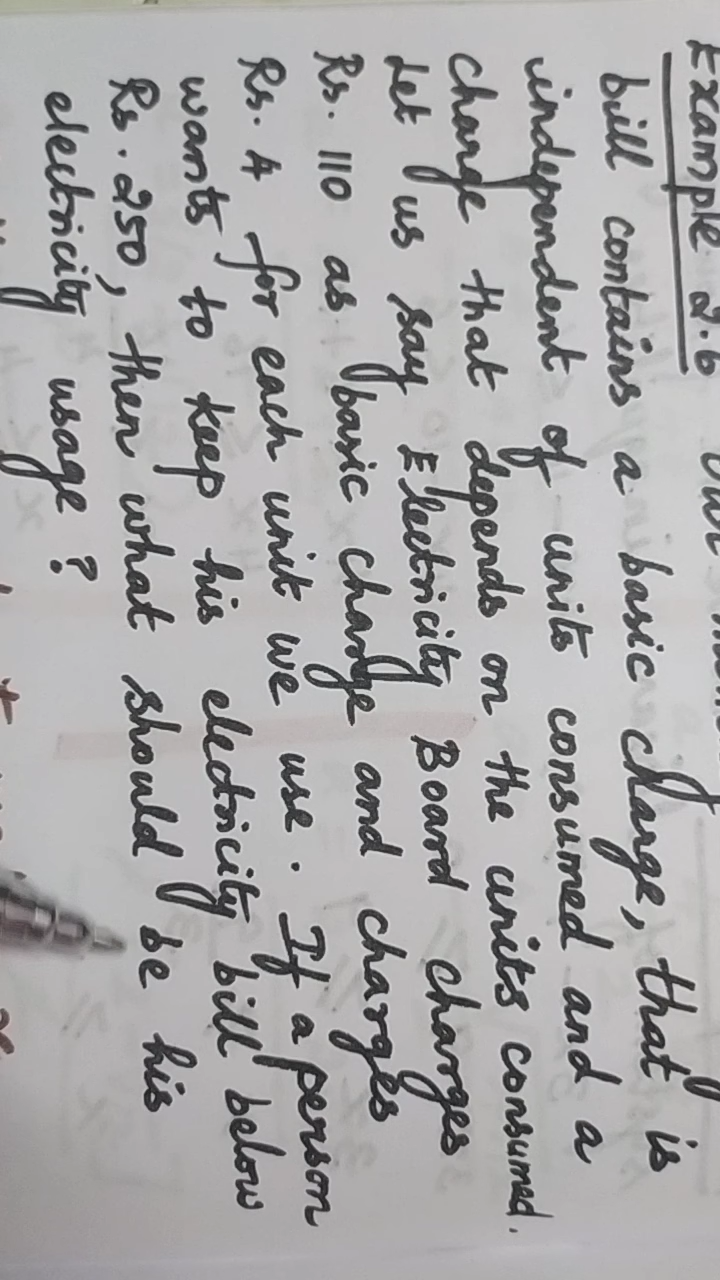 Example 2.6 Our
bill contains a basic charge, that is
independent of units consumed and a
charge that depends on the units consumed.
Let us say Electricity Board charges
Rs. 110 as basic charge and charges
Rs. 4 for each unit we use. If a person
wants to keep his electricity bill below
Rs. 250, then what should be his
electricity usage?